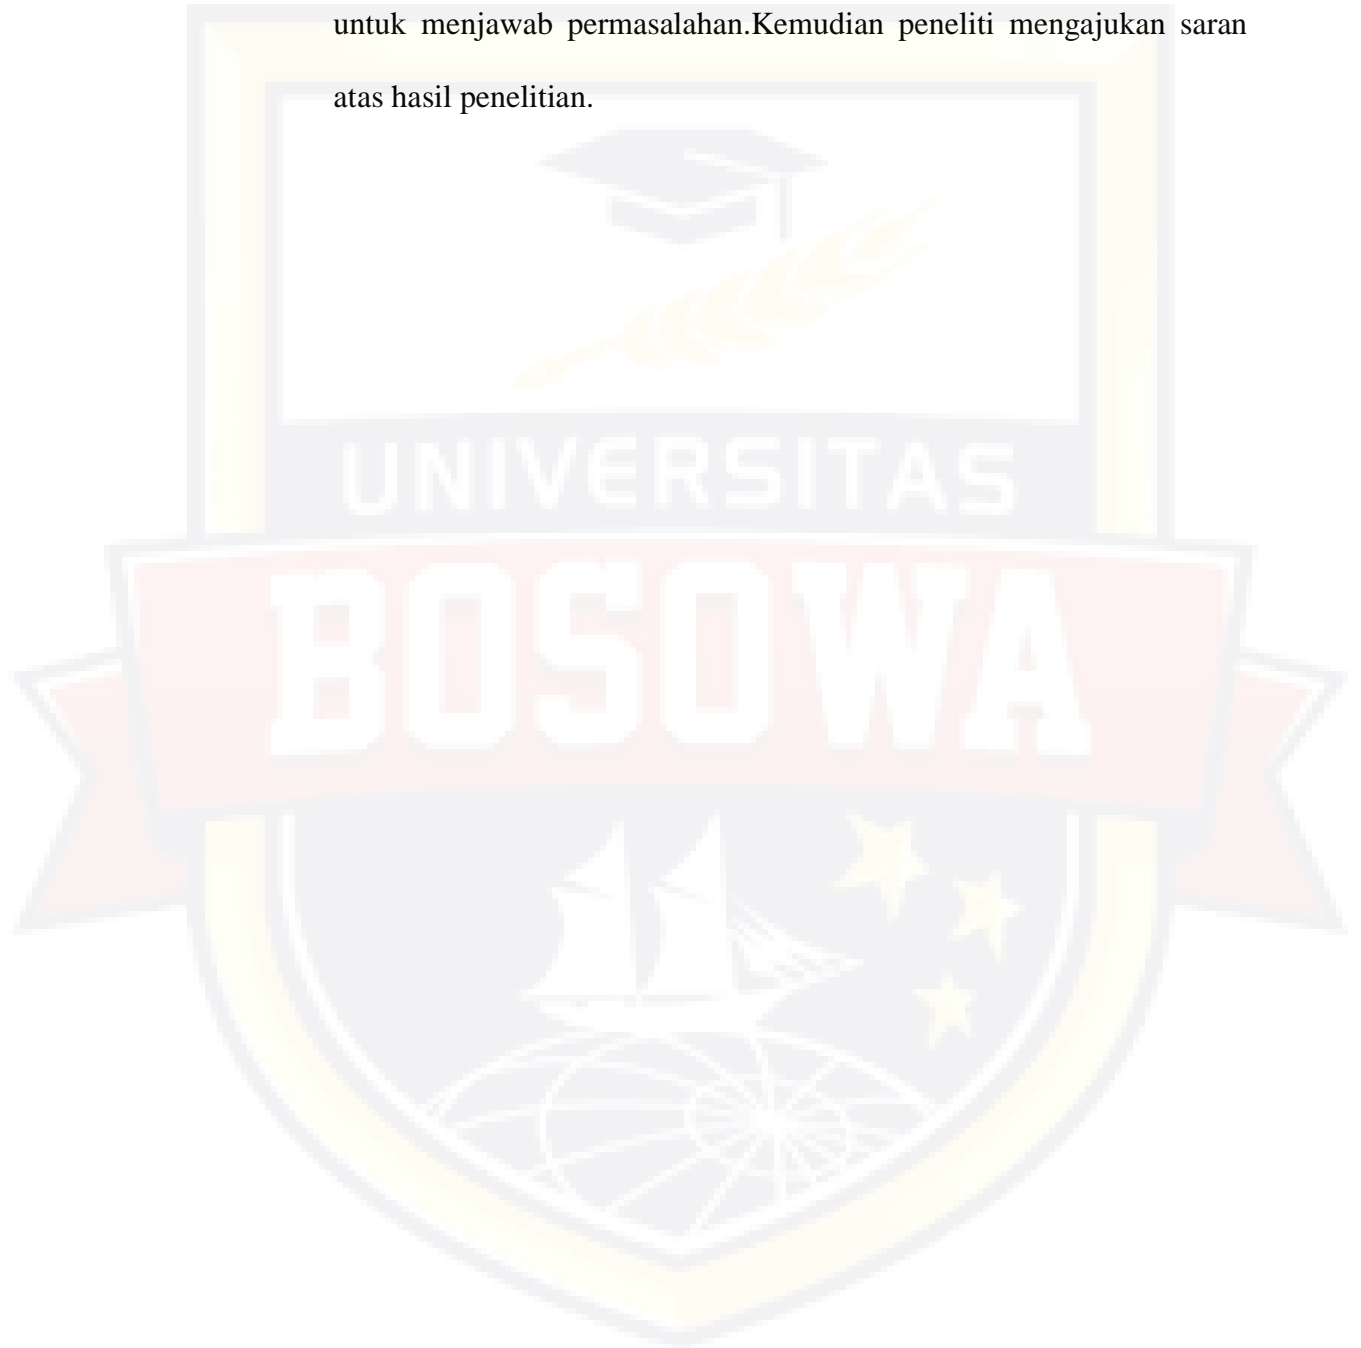 untuk menjawab permasalahan.Kemudian peneliti mengajukan saran
atas hasil penelitian.
UNIVERSITAS
BOSOWA